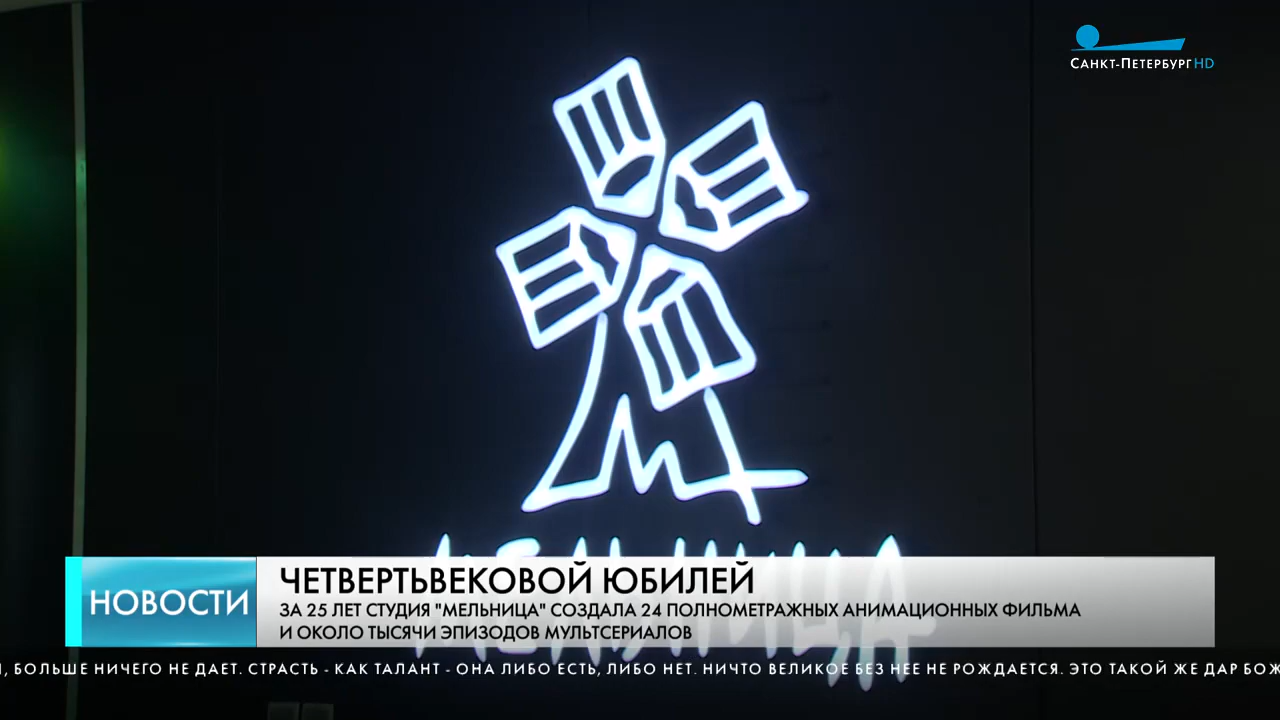 САНКТ-ПЕТЕРБУРГ HD
МЕЛЬНИЦА
НОВОСТИ
ЧЕТВЕРТЬВЕКОВОЙ ЮБИЛЕЙ
ЗА 25 ЛЕТ СТУДИЯ "МЕЛЬНИЦА" СОЗДАЛА 24 ПОЛНОМЕТРАЖНЫХ АНИМАЦИОННЫХ ФИЛЬМА
И ОКОЛО ТЫСЯЧИ ЭПИЗОДОВ МУЛЬТСЕРИАЛОВ
, БОЛЬШЕ НИЧЕГО НЕ ДАЕТ. СТРАСТЬ - КАК ТАЛАНТ - ОНА ЛИБО ЕСТЬ, ЛИБО НЕТ. НИЧТО ВЕЛИКОЕ БЕЗ НЕЕ НЕ РОЖДАЕТСЯ. ЭТО ТАКОЙ ЖЕ ДАР